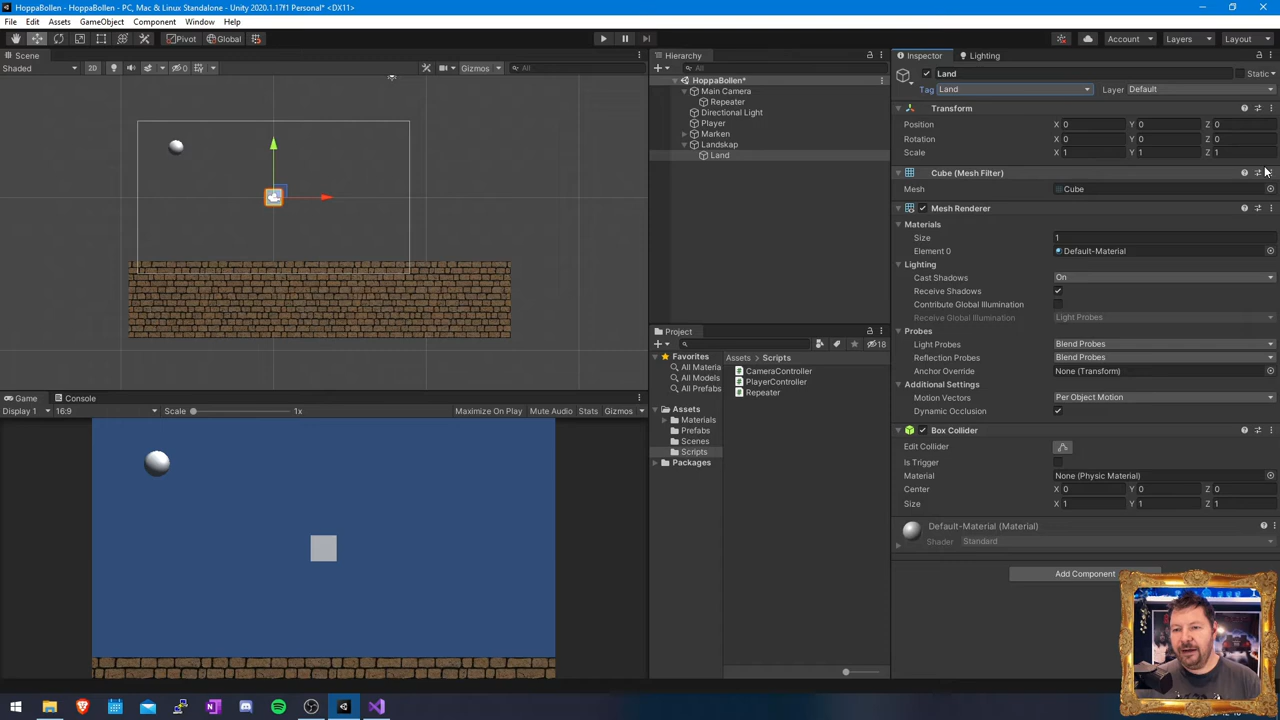 HoppaBollen - HoppaBollen - PC, Mac & Linux Standalone - Unity 2020.1.17f1 Personal* <DX11>
File Edit Assets GameObject Component Window Help
Pivot Global Account Layers Layout
Scene
Shaded 2D 0 Gizmos All
Hierarchy
All
HoppaBollen*
Main Camera
Repeater
Directional Light
Player
Marken
Landskap
Land
Game Console
Display 1 16:9 Scale 1x Maximize On Play Mute Audio Stats Gizmos
Project
18
Favorites
All Materia
All Models
All Prefabs
Assets
Materials
Prefabs
Scenes
Scripts
Packages
Assets > Scripts
CameraController
PlayerController
Repeater
Inspector Lighting
Land Static
Tag Land Layer Default
Transform
Position X 0 Y 0 Z 0
Rotation X 0 Y 0 Z 0
Scale X 1 Y 1 Z 1
Cube (Mesh Filter)
Mesh Cube
Mesh Renderer
Materials
Size 1
Element 0 Default-Material
Lighting
Cast Shadows On
Receive Shadows
Contribute Global Illumination
Receive Global Illumination Light Probes
Probes
Light Probes Blend Probes
Reflection Probes Blend Probes
Anchor Override None (Transform)
Additional Settings
Motion Vectors Per Object Motion
Dynamic Occlusion
Box Collider
Edit Collider
Is Trigger
Material None (Physic Material)
Center X 0 Y 0 Z 0
Size X 1 Y 1 Z 1
Default-Material (Material)
Shader Standard
Add Component